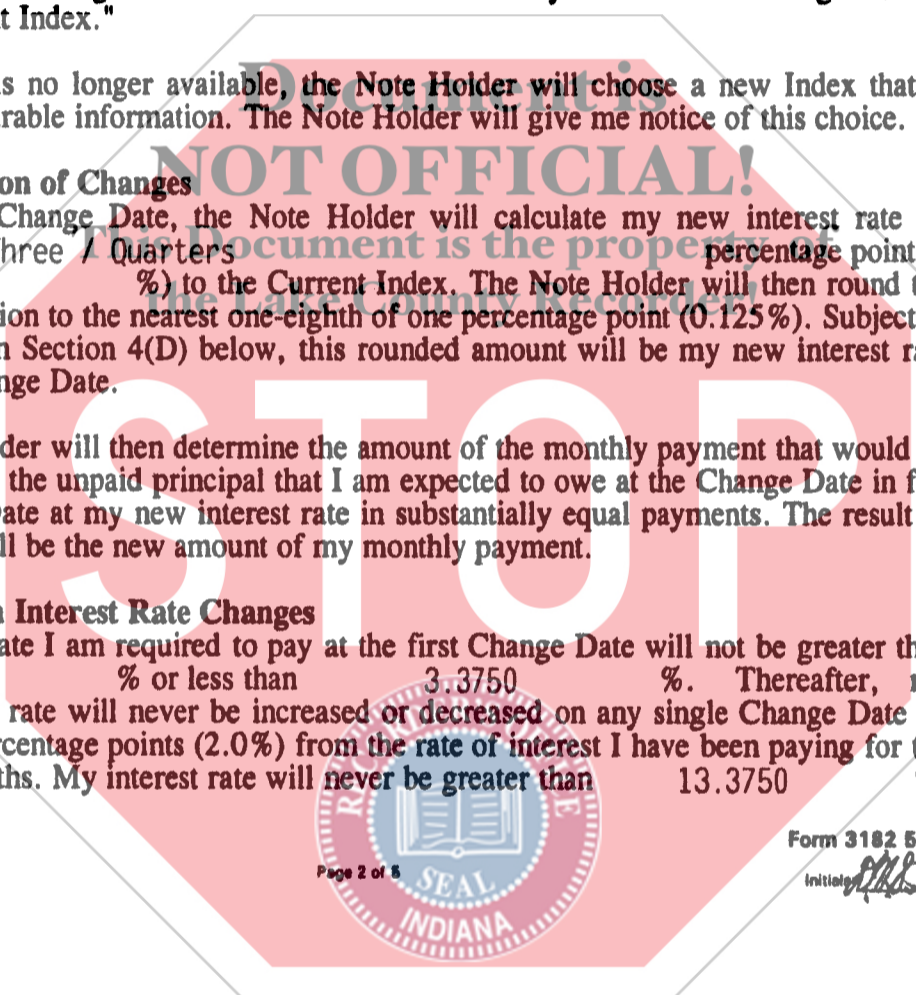 t Index."
s no longer available, the Note Holder will choose a new Index that
rable information. The Note Holder will give me notice of this choice.
on of Changes
Change Date, the Note Holder will calculate my new interest rate
hree / Quarters percentage point
%) to the Current Index. The Note Holder will then round
ion to the nearest one-eighth of one percentage point (0.125%). Subject
Section 4(D) below, this rounded amount will be my new interest ra
nge Date.
der will then determine the amount of the monthly payment that would
the unpaid principal that I am expected to owe at the Change Date in f
ate at my new interest rate in substantially equal payments. The result
ll be the new amount of my monthly payment.
Interest Rate Changes
ate I am required to pay at the first Change Date will not be greater th
% or less than 3.3750 %. Thereafter,
rate will never be increased or decreased on any single Change Date
rcentage points (2.0%) from the rate of interest I have been paying for
ths. My interest rate will never be greater than 13.3750
Form 3182 5
Page 2 of 5
Initials
Document is
NOT OFFICIAL!
This Document is the property
the Lake County Recorder!
STOP
SEAL
INDIANA